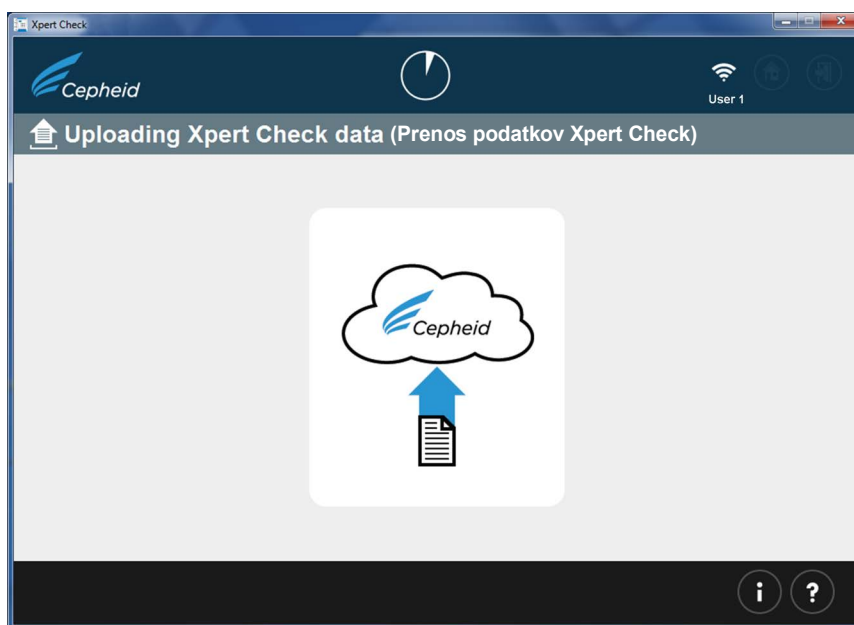 Xpert Check
Cepheid
User 1
Uploading Xpert Check data (Prenos podatkov Xpert Check)
Cepheid
i ?